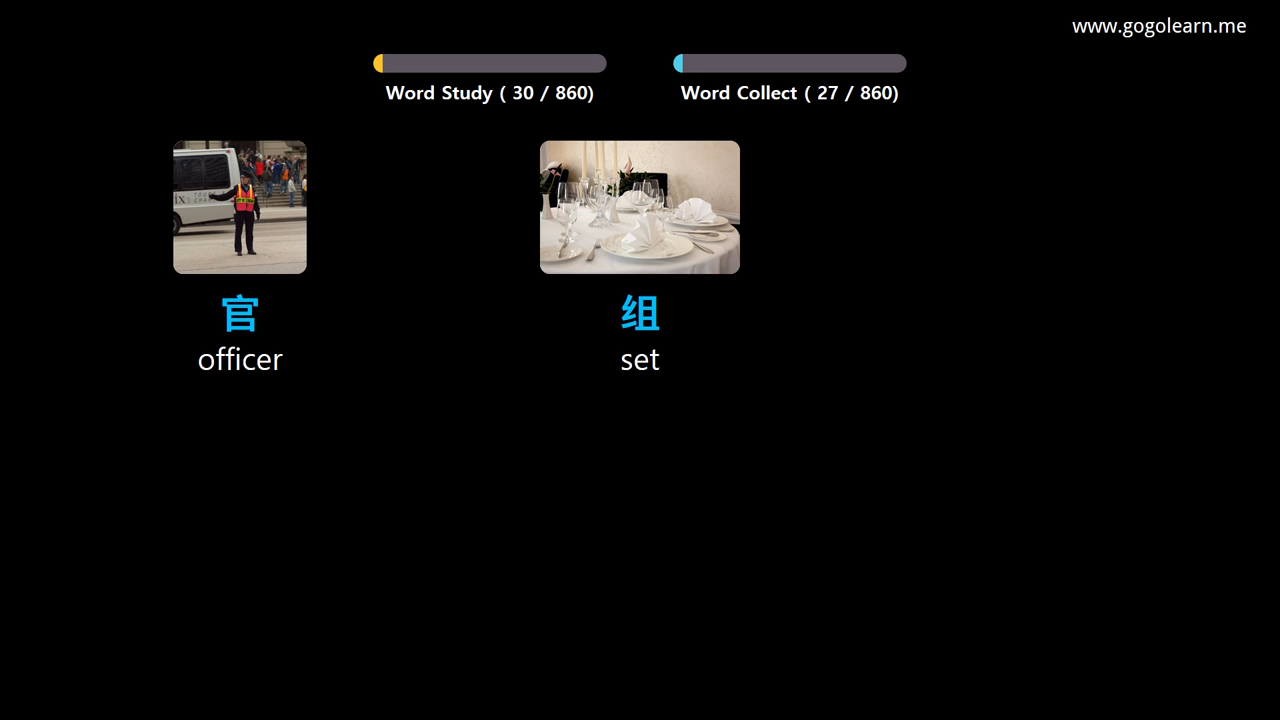 www.gogolearn.me
Word Study ( 30 / 860)
Word Collect ( 27 / 860)
官
officer
组
set